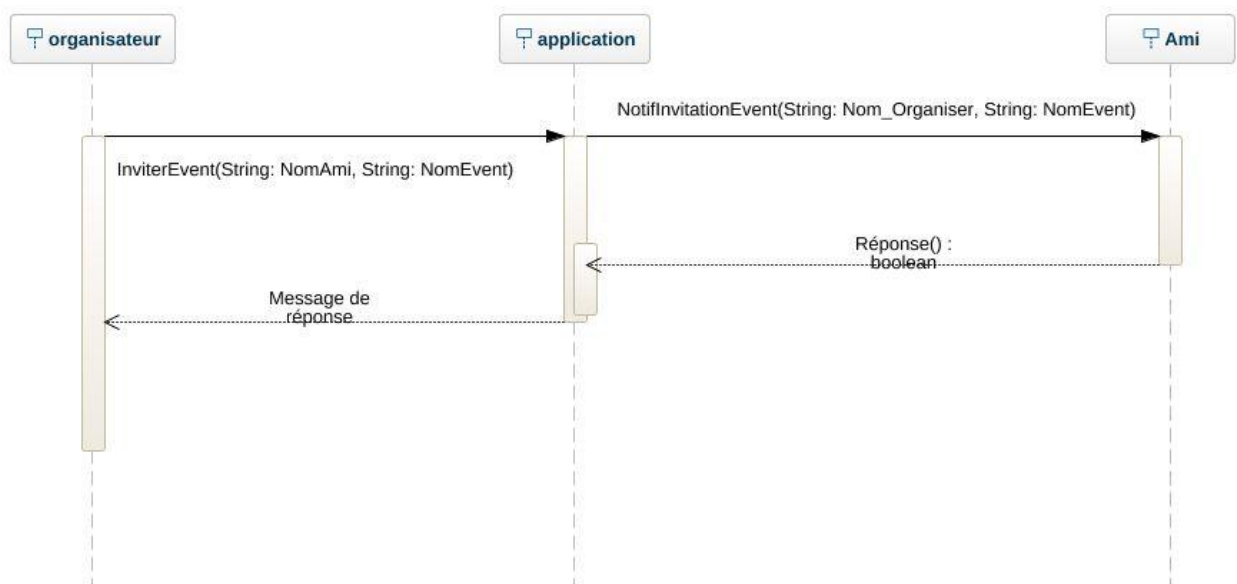 organisateur
application
Ami
NotifInvitationEvent(String: Nom_Organiser, String: NomEvent)
InviterEvent(String: NomAmi, String: NomEvent)
Réponse() :
boolean
Message de
réponse